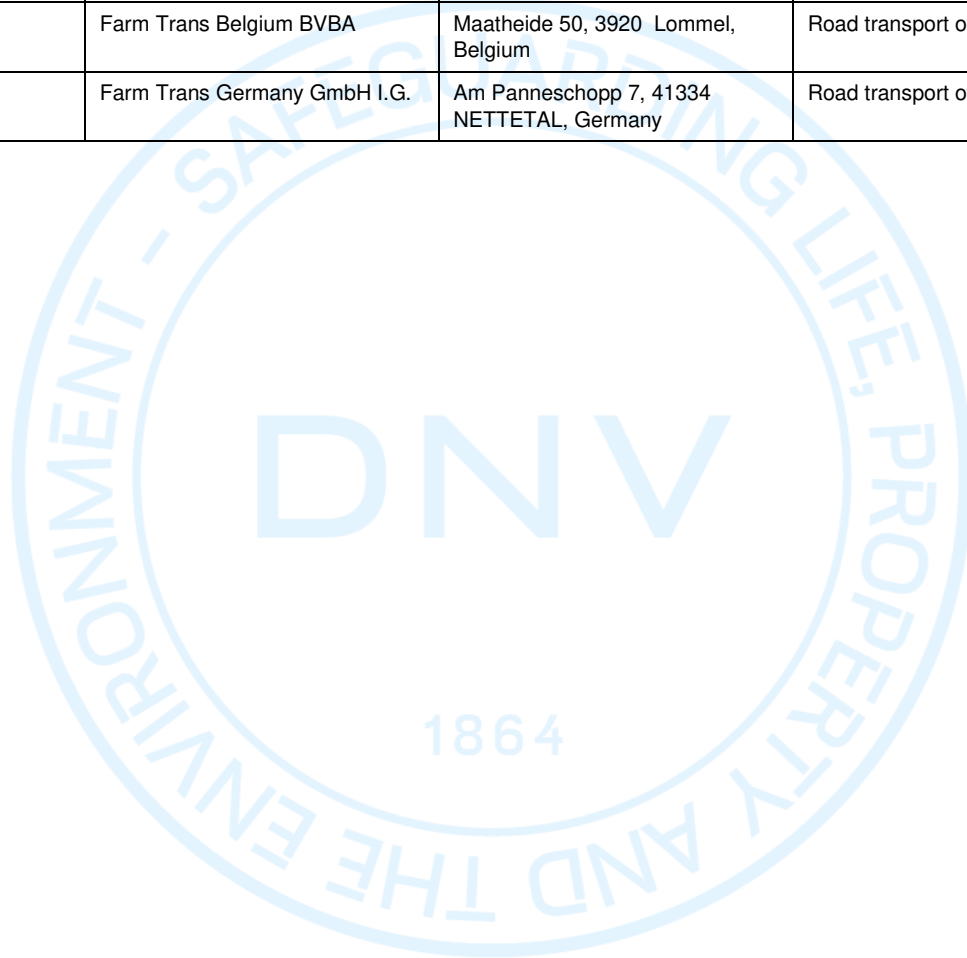 Farm Trans Belgium BVBA
Maatheide 50, 3920 Lommel,
Belgium
Road transport o
Farm Trans Germany GmbH I.G.
Am Panneschopp 7, 41334
NETTETAL, Germany
Road transport o
SAFEGUARDING LIFE, PROPERTY AND THE ENVIRONMENT -
DNV
1864